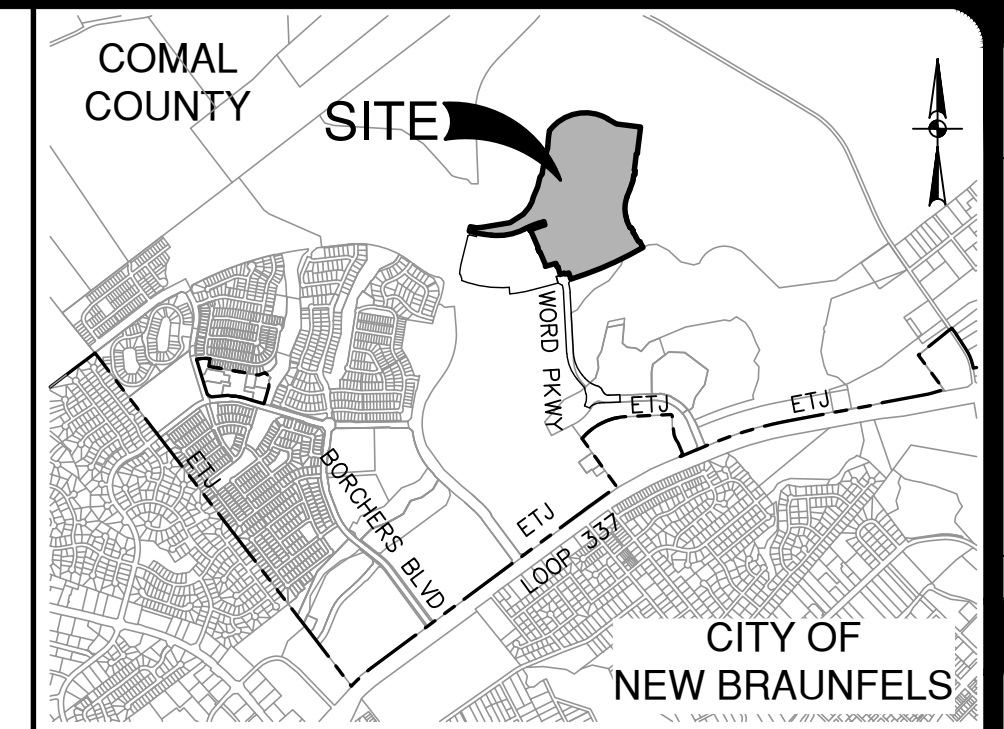 COMAL
COUNTY
SITE
WORD PKWY
ETJ
ETJ
ETJ
BORCHERS BLVD
ETJ
LOOP 337
CITY OF
NEW BRAUNFELS